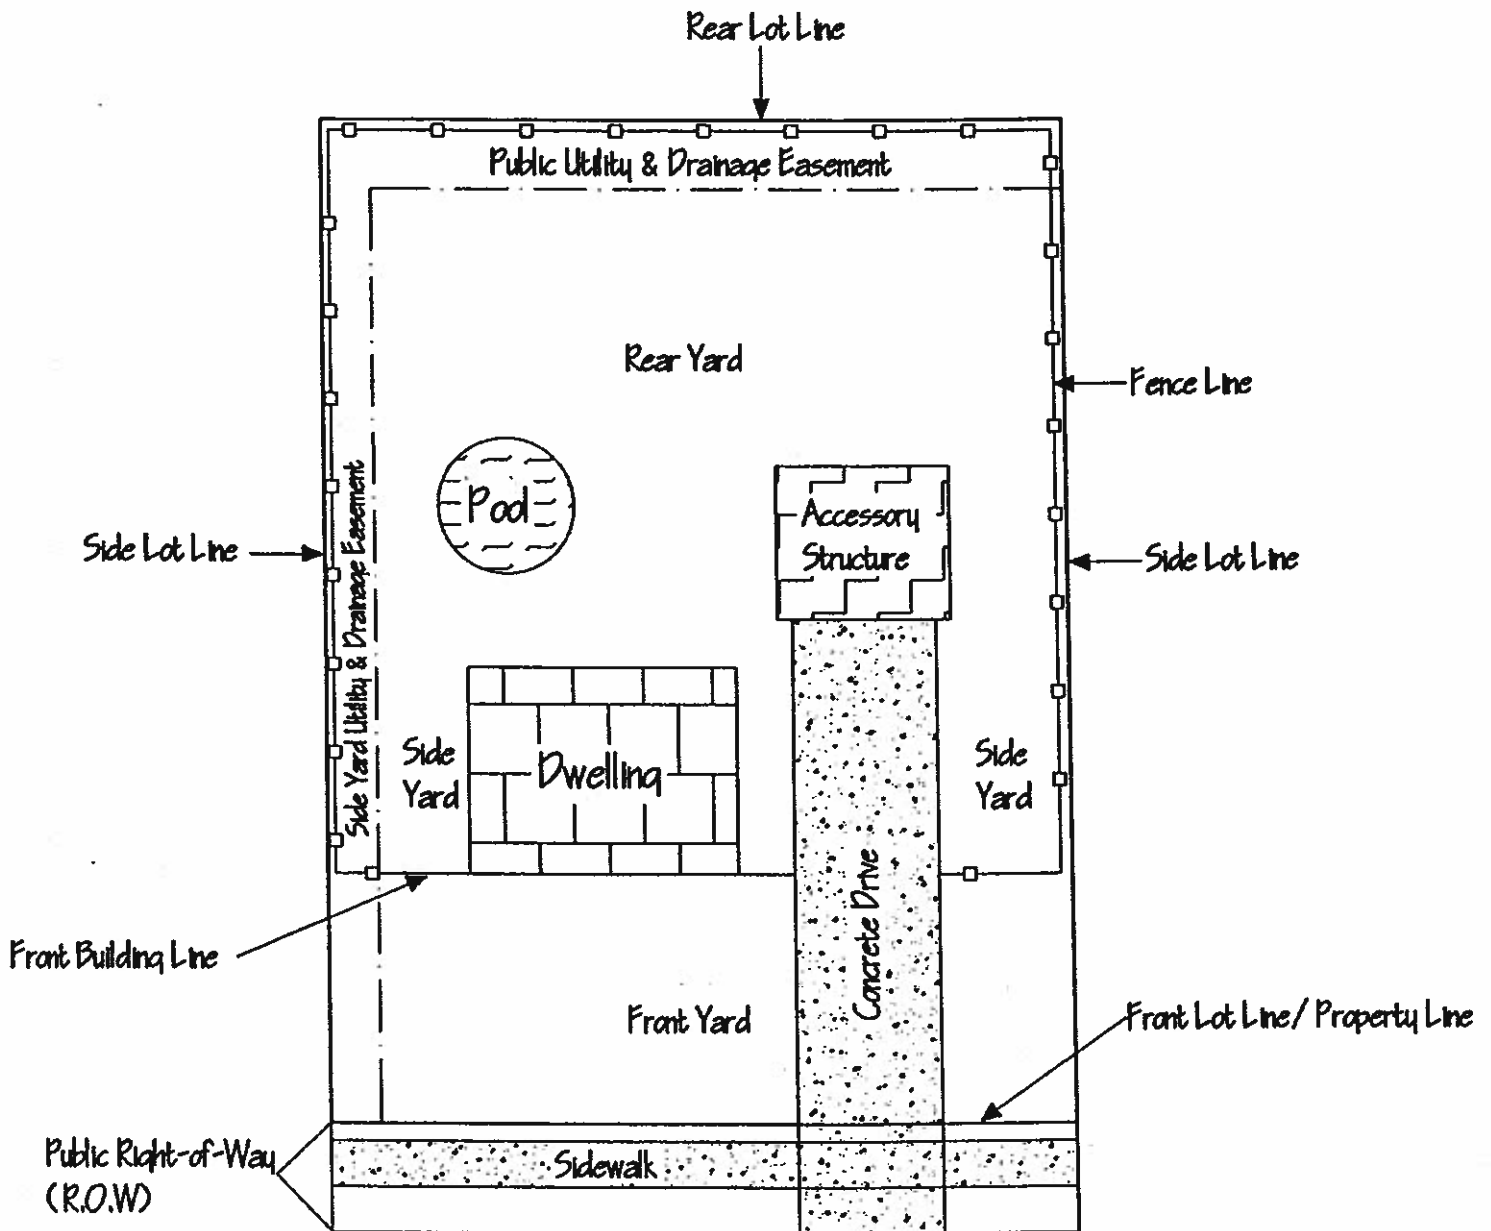 Rear Lot Line
Public Utility & Drainage Easement
Rear Yard
Fence Line
Pool
Accessory
Structure
Side Lot Line
Side Yard Utility & Drainage Easement
Side Lot Line
Side
Yard
Dwelling
Side
Yard
Concrete Drive
Front Building Line
Front Yard
Front Lot Line/ Property Line
Public Right-of-Way
(R.O.W)
Sidewalk